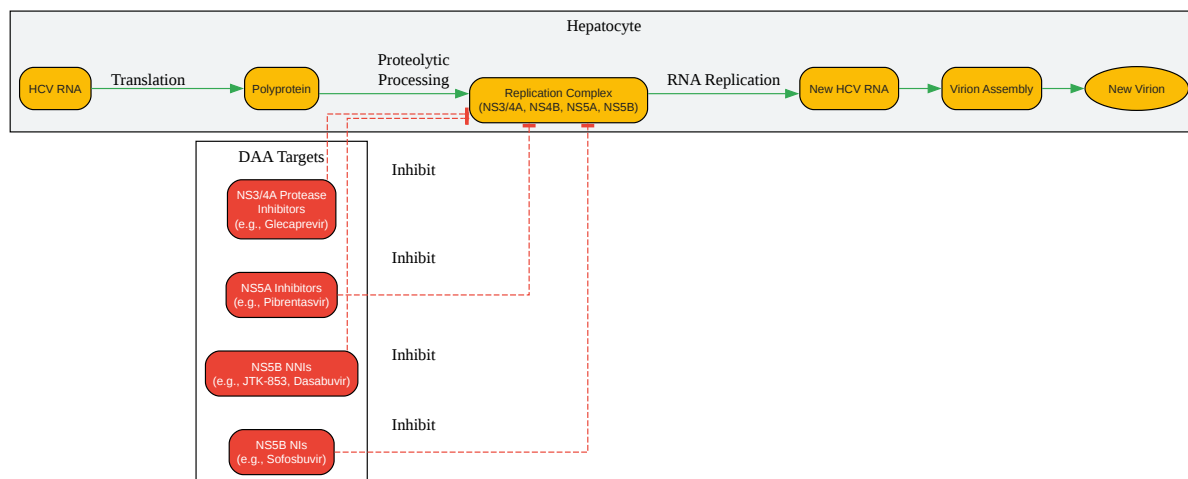 Hepatocyte
HCV RNA
Translation
Polyprotein
Proteolytic
Processing
Replication Complex
(NS3/4A, NS4B, NS5A, NS5B)
RNA Replication
New HCV RNA
Virion Assembly
New Virion
DAA Targets
NS3/4A Protease
Inhibitors
(e.g., Glecaprevir)
Inhibit
NS5A Inhibitors
(e.g., Pibrentasvir)
Inhibit
NS5B NNIs
(e.g., JTK-853, Dasabuvir)
Inhibit
NS5B NIs
(e.g., Sofosbuvir)
Inhibit